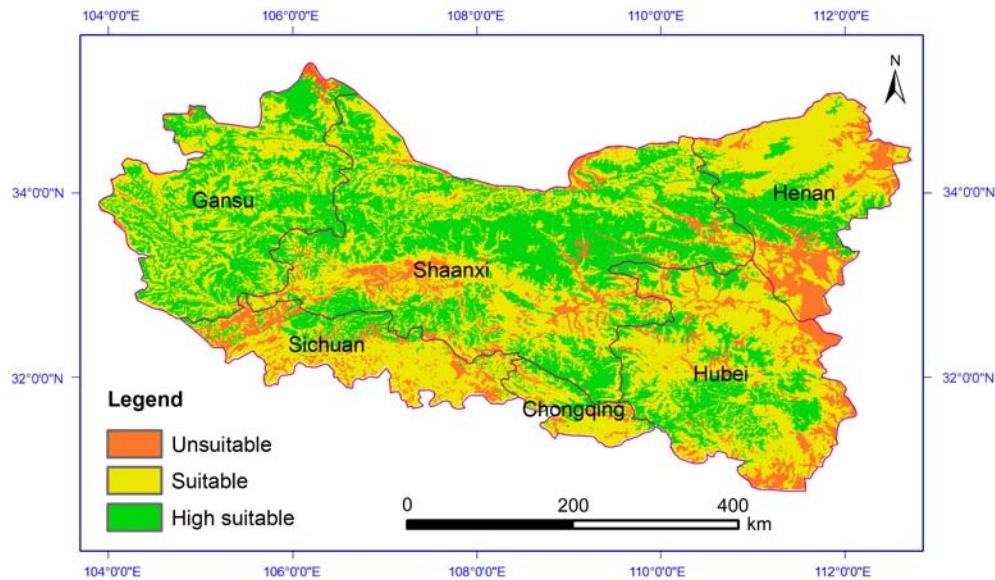 104°0'0"E 106°0'0"E 108°0'0"E 110°0'0"E 112°0'0"E
N
34°0'0"N 34°0'0"N
Gansu
Henan
Shaanxi
Sichuan
Hubei
32°0'0"N 32°0'0"N
Chongqing
Legend
Unsuitable
Suitable
High suitable
0 200 400
km
104°0'0"E 106°0'0"E 108°0'0"E 110°0'0"E 112°0'0"E